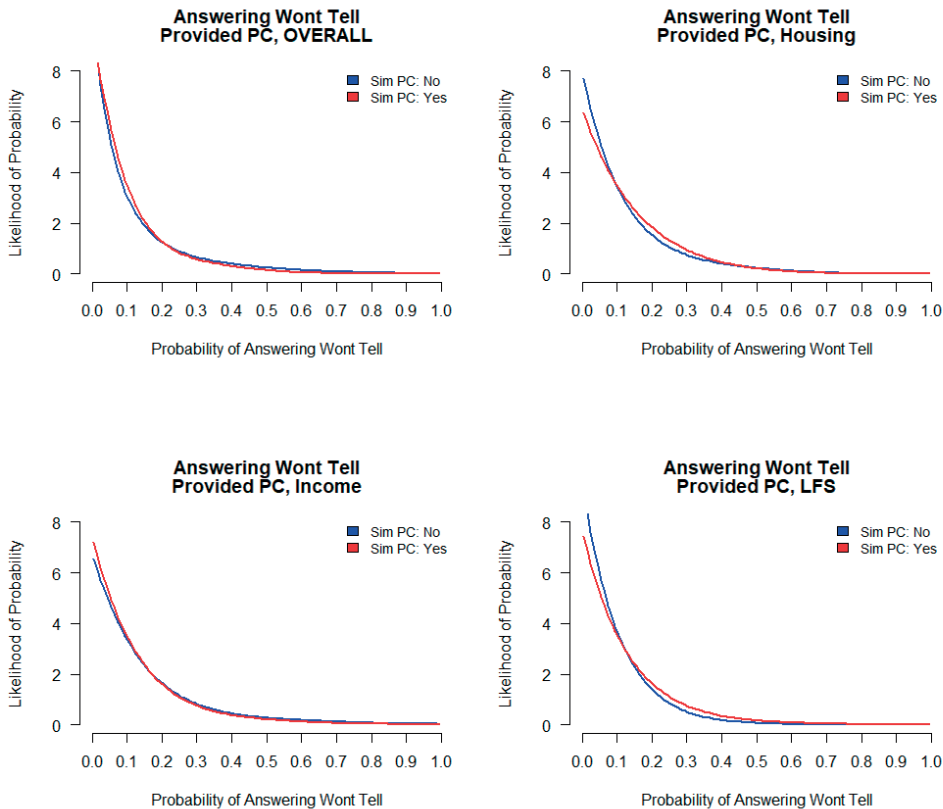 Answering Wont Tell
Provided PC, OVERALL
Likelihood of Probability
8
6
4
2
0
Sim PC: No
Sim PC: Yes
0.0 0.1 0.2 0.3 0.4 0.5 0.6 0.7 0.8 0.9 1.0
Probability of Answering Wont Tell
Answering Wont Tell
Provided PC, Housing
Likelihood of Probability
8
6
4
2
0
Sim PC: No
Sim PC: Yes
0.0 0.1 0.2 0.3 0.4 0.5 0.6 0.7 0.8 0.9 1.0
Probability of Answering Wont Tell
Answering Wont Tell
Provided PC, Income
Likelihood of Probability
8
6
4
2
0
Sim PC: No
Sim PC: Yes
0.0 0.1 0.2 0.3 0.4 0.5 0.6 0.7 0.8 0.9 1.0
Probability of Answering Wont Tell
Answering Wont Tell
Provided PC, LFS
Likelihood of Probability
8
6
4
2
0
Sim PC: No
Sim PC: Yes
0.0 0.1 0.2 0.3 0.4 0.5 0.6 0.7 0.8 0.9 1.0
Probability of Answering Wont Tell